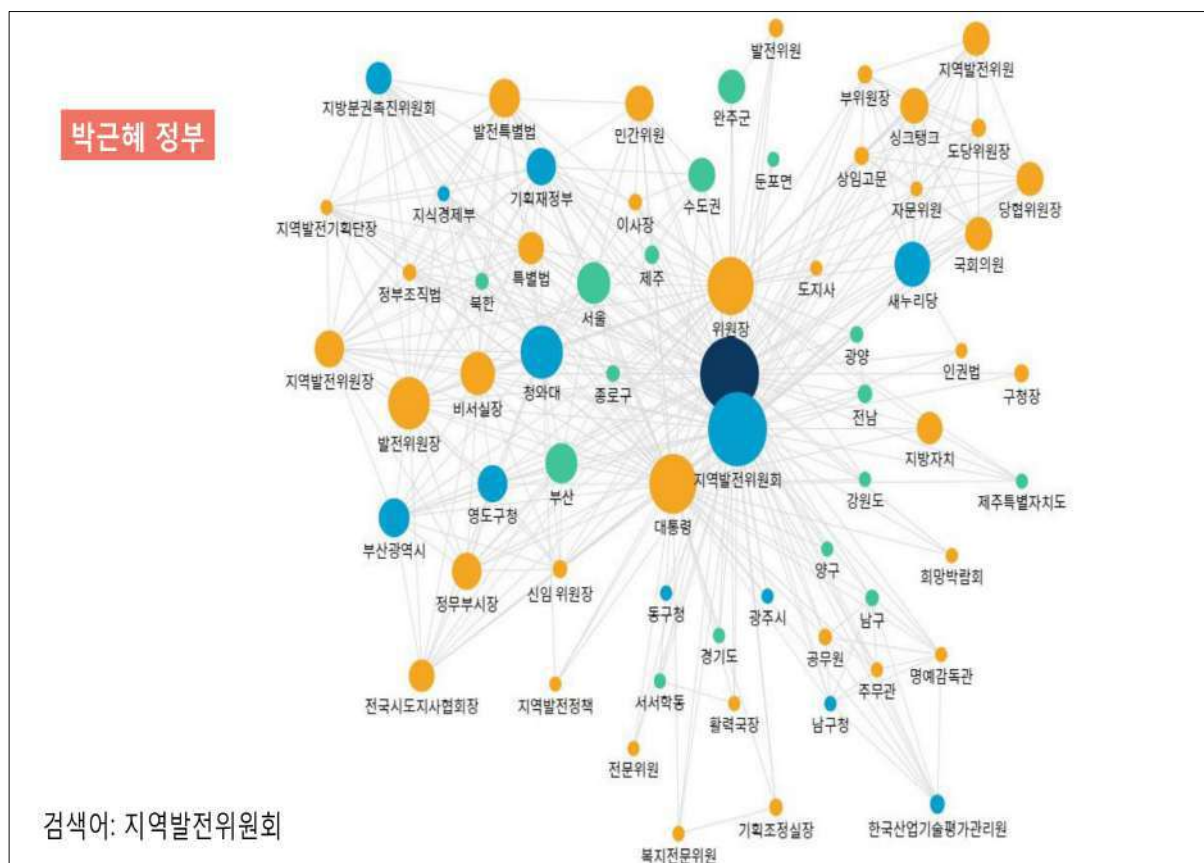 발전위원
지역발전위원
지방분권촉진위원회
발전특별법
민간위원
완주군
부위원장
싱크탱크
도당위원장
박근혜 정부
기획재정부
수도권
둔포면
상임고문
자문위원
당협위원장
지역발전기획단장
지식경제부
이사장
국회의원
정부조직법
북한
특별법
서울
제주
위원장
도지사
새누리당
지역발전위원장
비서실장
청와대
종로구
광양
인권법
구청장
발전위원장
전남
지방자치
지역발전위원회
부산광역시
영도구청
부산
대통령
강원도
제주특별자치도
정무부시장
신임 위원장
양구
희망박람회
동구청
광주시
남구
전국시도지사협회장
지역발전정책
서서학동
경기도
공무원
주무관
명예감독관
활력국장
남구청
전문위원
복지전문위원
기획조정실장
한국산업기술평가관리원
검색어: 지역발전위원회